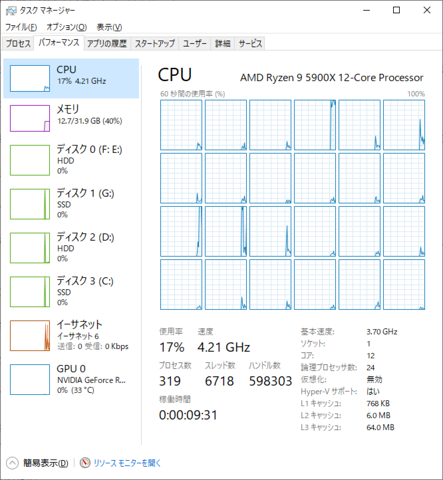 タスク マネージャー
ファイル(F) オプション(O) 表示(V)
プロセス パフォーマンス アプリの履歴 スタートアップ ユーザー 詳細 サービス
CPU
17% 4.21 GHz
メモリ
12.7/31.9 GB (40%)
ディスク 0 (F: E:)
HDD
0%
ディスク 1 (G:)
SSD
0%
ディスク 2 (D:)
HDD
0%
ディスク 3 (C:)
SSD
0%
イーサネット
イーサネット 6
送信: 0 受信: 0 Kbps
GPU 0
NVIDIA GeForce R...
0% (33 °C)
CPU AMD Ryzen 9 5900X 12-Core Processor
60 秒間の使用率 (%) 100%
使用率 速度
17% 4.21 GHz
プロセス数 スレッド数 ハンドル数
319 6718 598303
稼働時間
0:00:09:31
基本速度: 3.70 GHz
ソケット: 1
コア: 12
論理プロセッサ数: 24
仮想化: 無効
Hyper-V サポート: はい
L1 キャッシュ: 768 KB
L2 キャッシュ: 6.0 MB
L3 キャッシュ: 64.0 MB
簡易表示(D) リソース モニターを開く